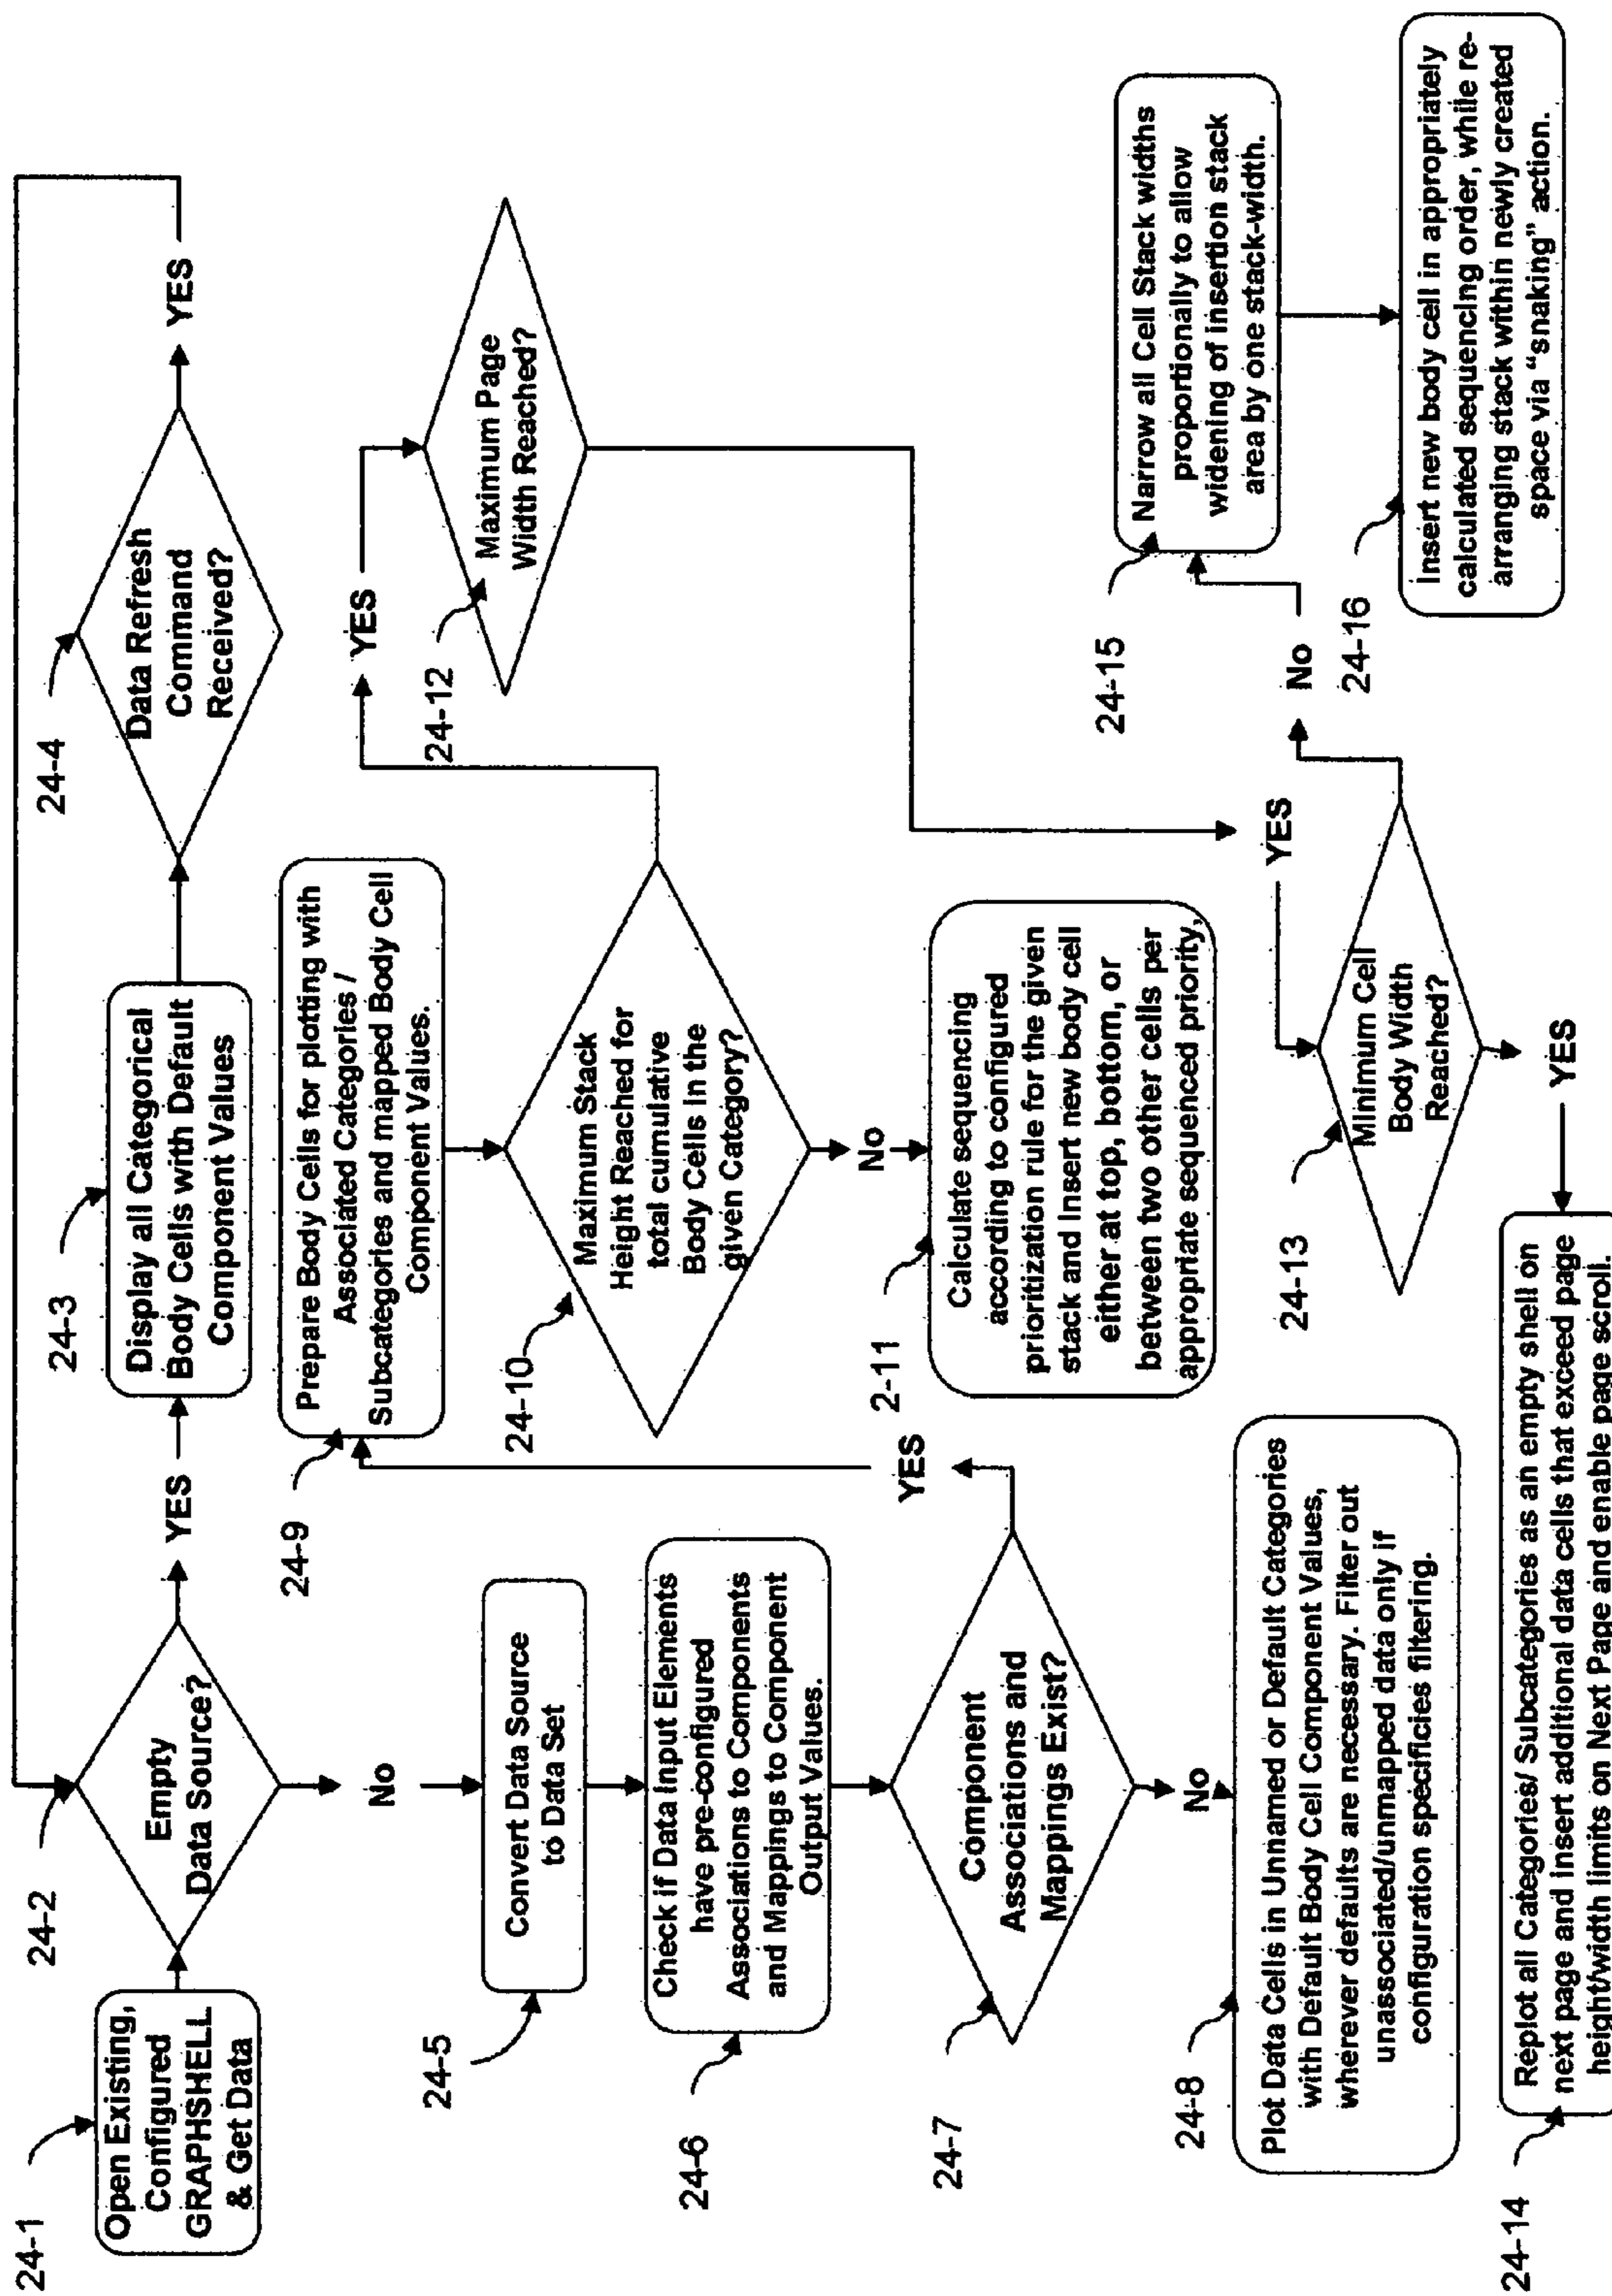 24-1
Open Existing,
Configured
GRAPHSHELL
& Get Data
24-2
Empty
Data Source?
YES
24-3
Display all Categorical
Body Cells with Default
Component Values
24-4
Data Refresh
Command
Received?
YES
No
24-5
Convert Data Source
to Data Set
24-6
Check if Data Input Elements
have pre-configured
Associations to Components
and Mappings to Component
Output Values.
24-7
Component
Associations and
Mappings Exist?
YES
No
24-8
Plot Data Cells in Unnamed or Default Categories
with Default Body Cell Component Values,
wherever defaults are necessary. Filter out
unassociated/unmapped data only if
configuration specificies filtering.
24-9
Prepare Body Cells for plotting with
Associated Categories /
Subcategories and mapped Body Cell
Component Values.
24-10
Maximum Stack
Height Reached for
total cumulative
Body Cells in the
given Category?
YES
No
2-11
Calculate sequencing
according to configured
prioritization rule for the given
stack and Insert new body cell
either at top, bottom, or
between two other cells per
appropriate sequenced priority,
24-12
Maximum Page
Width Reached?
YES
24-13
Minimum Cell
Body Width
Reached?
No
YES
24-14
Replot all Categories/ Subcategories as an empty shell on
next page and insert additional data cells that exceed page
height/width limits on Next Page and enable page scroll.
24-15
Narrow all Cell Stack widths
proportionally to allow
widening of insertion stack
area by one stack-width.
24-16
Insert new body cell in appropriately
calculated sequencing order, while re-
arranging stack within newly created
space via “snaking” action.